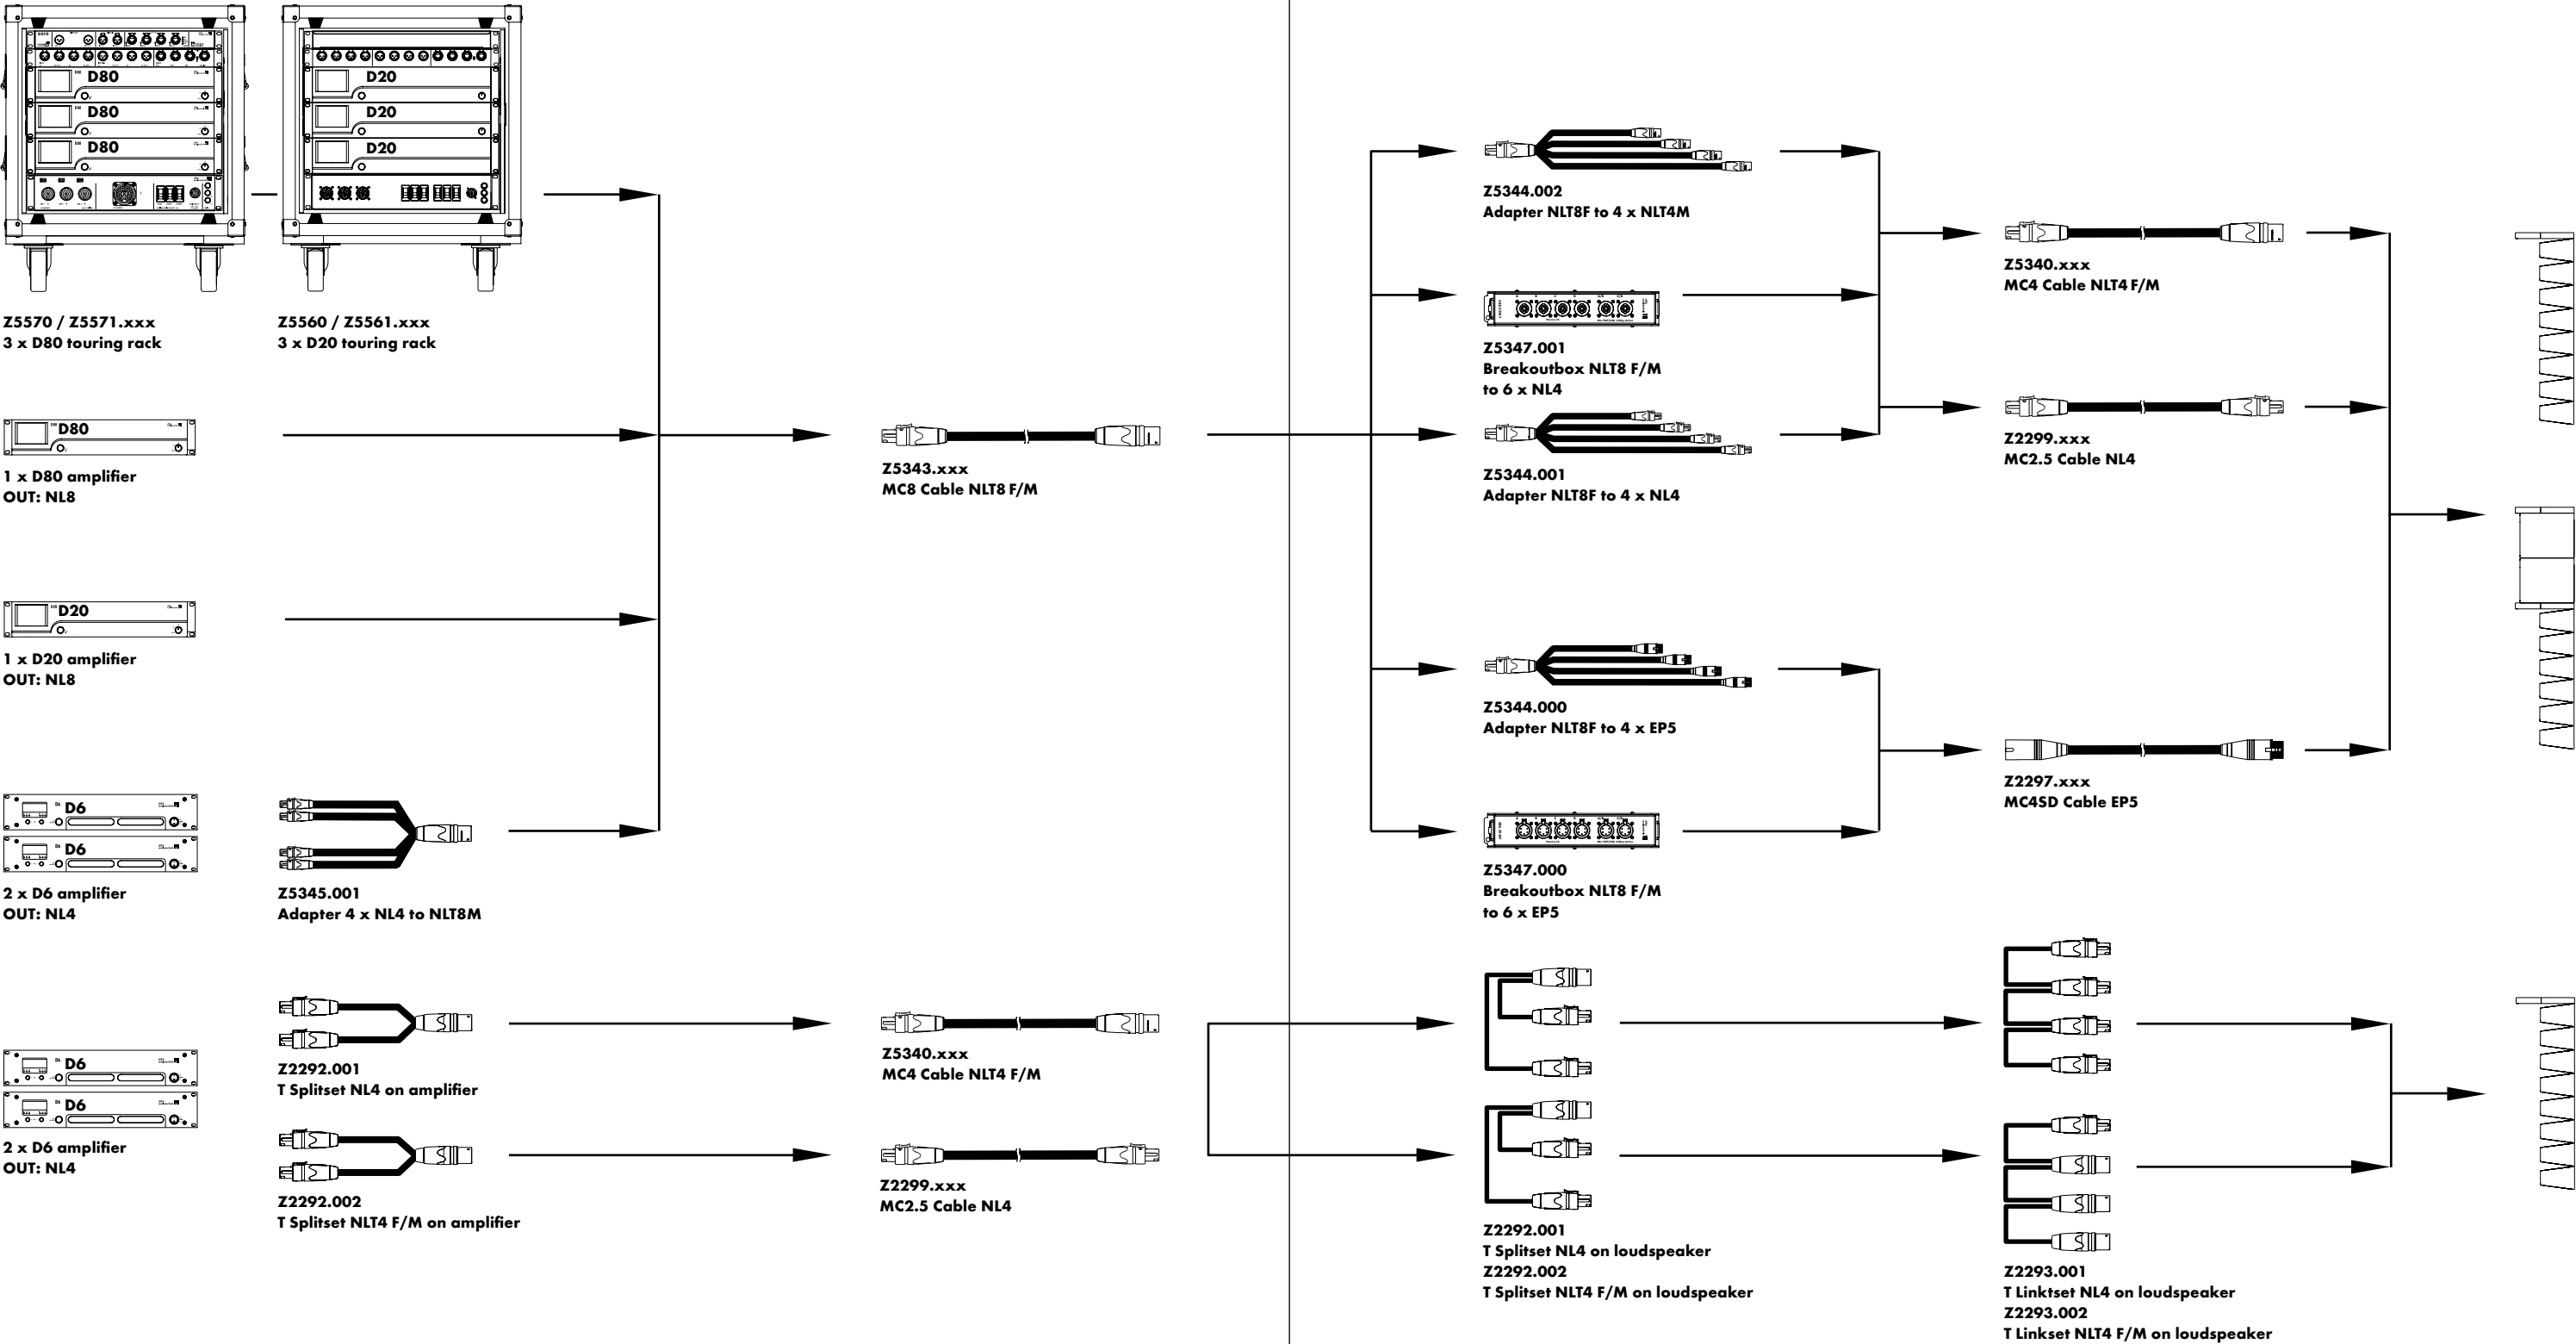 D80
D80
D80
D20
D20
D20
Z5570 / Z5571.xxx
3 x D80 touring rack
Z5560 / Z5561.xxx
3 x D20 touring rack
D80
1 x D80 amplifier
OUT: NL8
D20
1 x D20 amplifier
OUT: NL8
D6
D6
2 x D6 amplifier
OUT: NL4
Z5345.001
Adapter 4 x NL4 to NLT8M
D6
D6
2 x D6 amplifier
OUT: NL4
Z2292.001
T Splitset NL4 on amplifier
Z2292.002
T Splitset NLT4 F/M on amplifier
Z5343.xxx
MC8 Cable NLT8 F/M
Z5340.xxx
MC4 Cable NLT4 F/M
Z2299.xxx
MC2.5 Cable NL4
Z5344.002
Adapter NLT8F to 4 x NLT4M
Z5347.001
Breakoutbox NLT8 F/M
to 6 x NL4
Z5344.001
Adapter NLT8F to 4 x NL4
Z5344.000
Adapter NLT8F to 4 x EP5
Z5347.000
Breakoutbox NLT8 F/M
to 6 x EP5
Z2292.001
T Splitset NL4 on loudspeaker
Z2292.002
T Splitset NLT4 F/M on loudspeaker
Z5340.xxx
MC4 Cable NLT4 F/M
Z2299.xxx
MC2.5 Cable NL4
Z2297.xxx
MC4SD Cable EP5
Z2293.001
T Linktset NL4 on loudspeaker
Z2293.002
T Linkset NLT4 F/M on loudspeaker